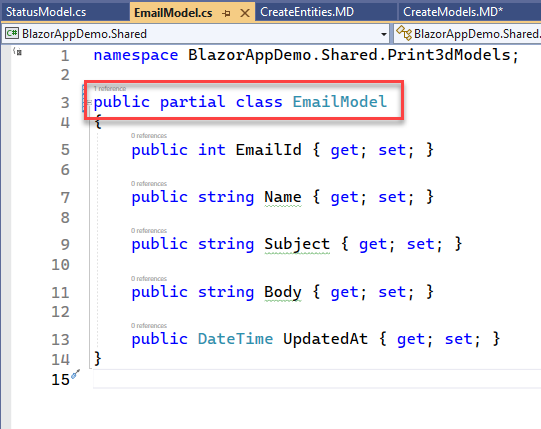 StatusModel.cs EmailModel.cs CreateEntities.MD CreateModels.MD*
C# BlazorAppDemo.Shared BlazorAppDemo.Shared.Pr
1 namespace BlazorAppDemo.Shared.Print3dModels;
2
1 reference
3 public partial class EmailModel
4 {
0 references
5 public int EmailId { get; set; }
6
0 references
7 public string Name { get; set; }
8
0 references
9 public string Subject { get; set; }
10
0 references
11 public string Body { get; set; }
12
0 references
13 public DateTime UpdatedAt { get; set; }
14 }
15